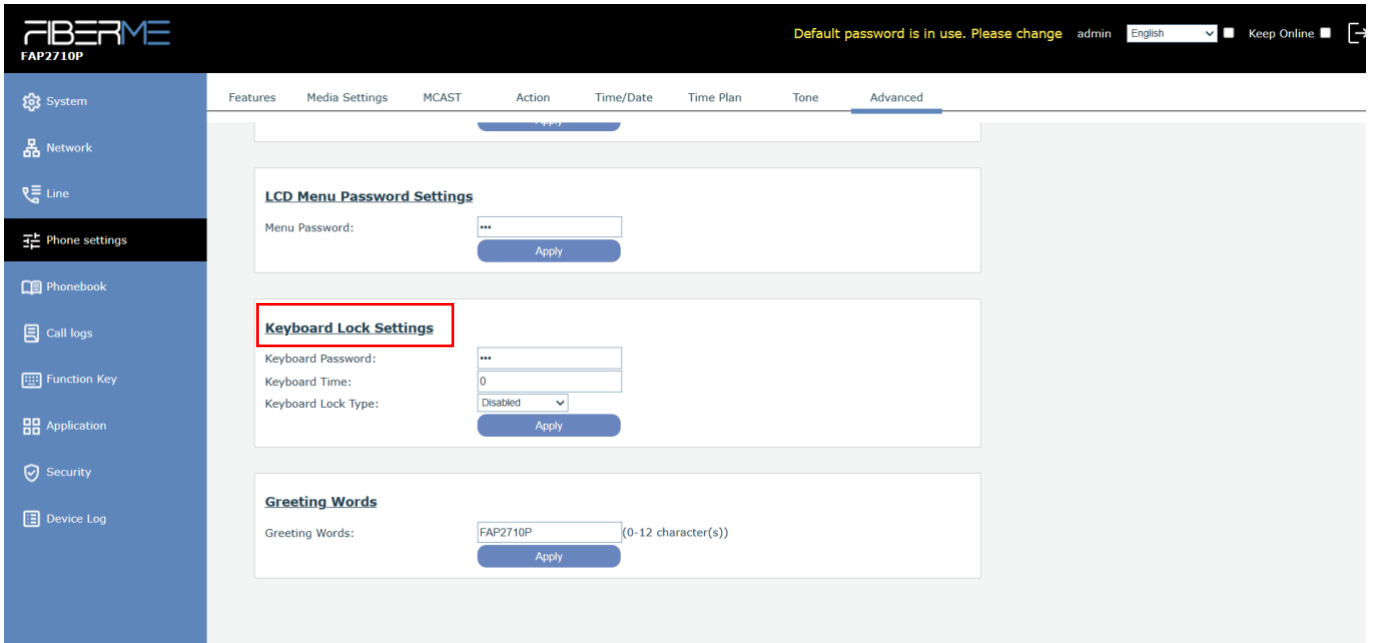 FIBERME
FAP2710P
Default password is in use. Please change admin English Keep Online
System
Network
Line
Phone settings
Phonebook
Call logs
Function Key
Application
Security
Device Log
Features Media Settings MCAST Action Time/Date Time Plan Tone Advanced
LCD Menu Password Settings
Menu Password: •••
Apply
Keyboard Lock Settings
Keyboard Password: •••
Keyboard Time: 0
Keyboard Lock Type: Disabled
Apply
Greeting Words
Greeting Words: FAP2710P (0-12 character(s))
Apply